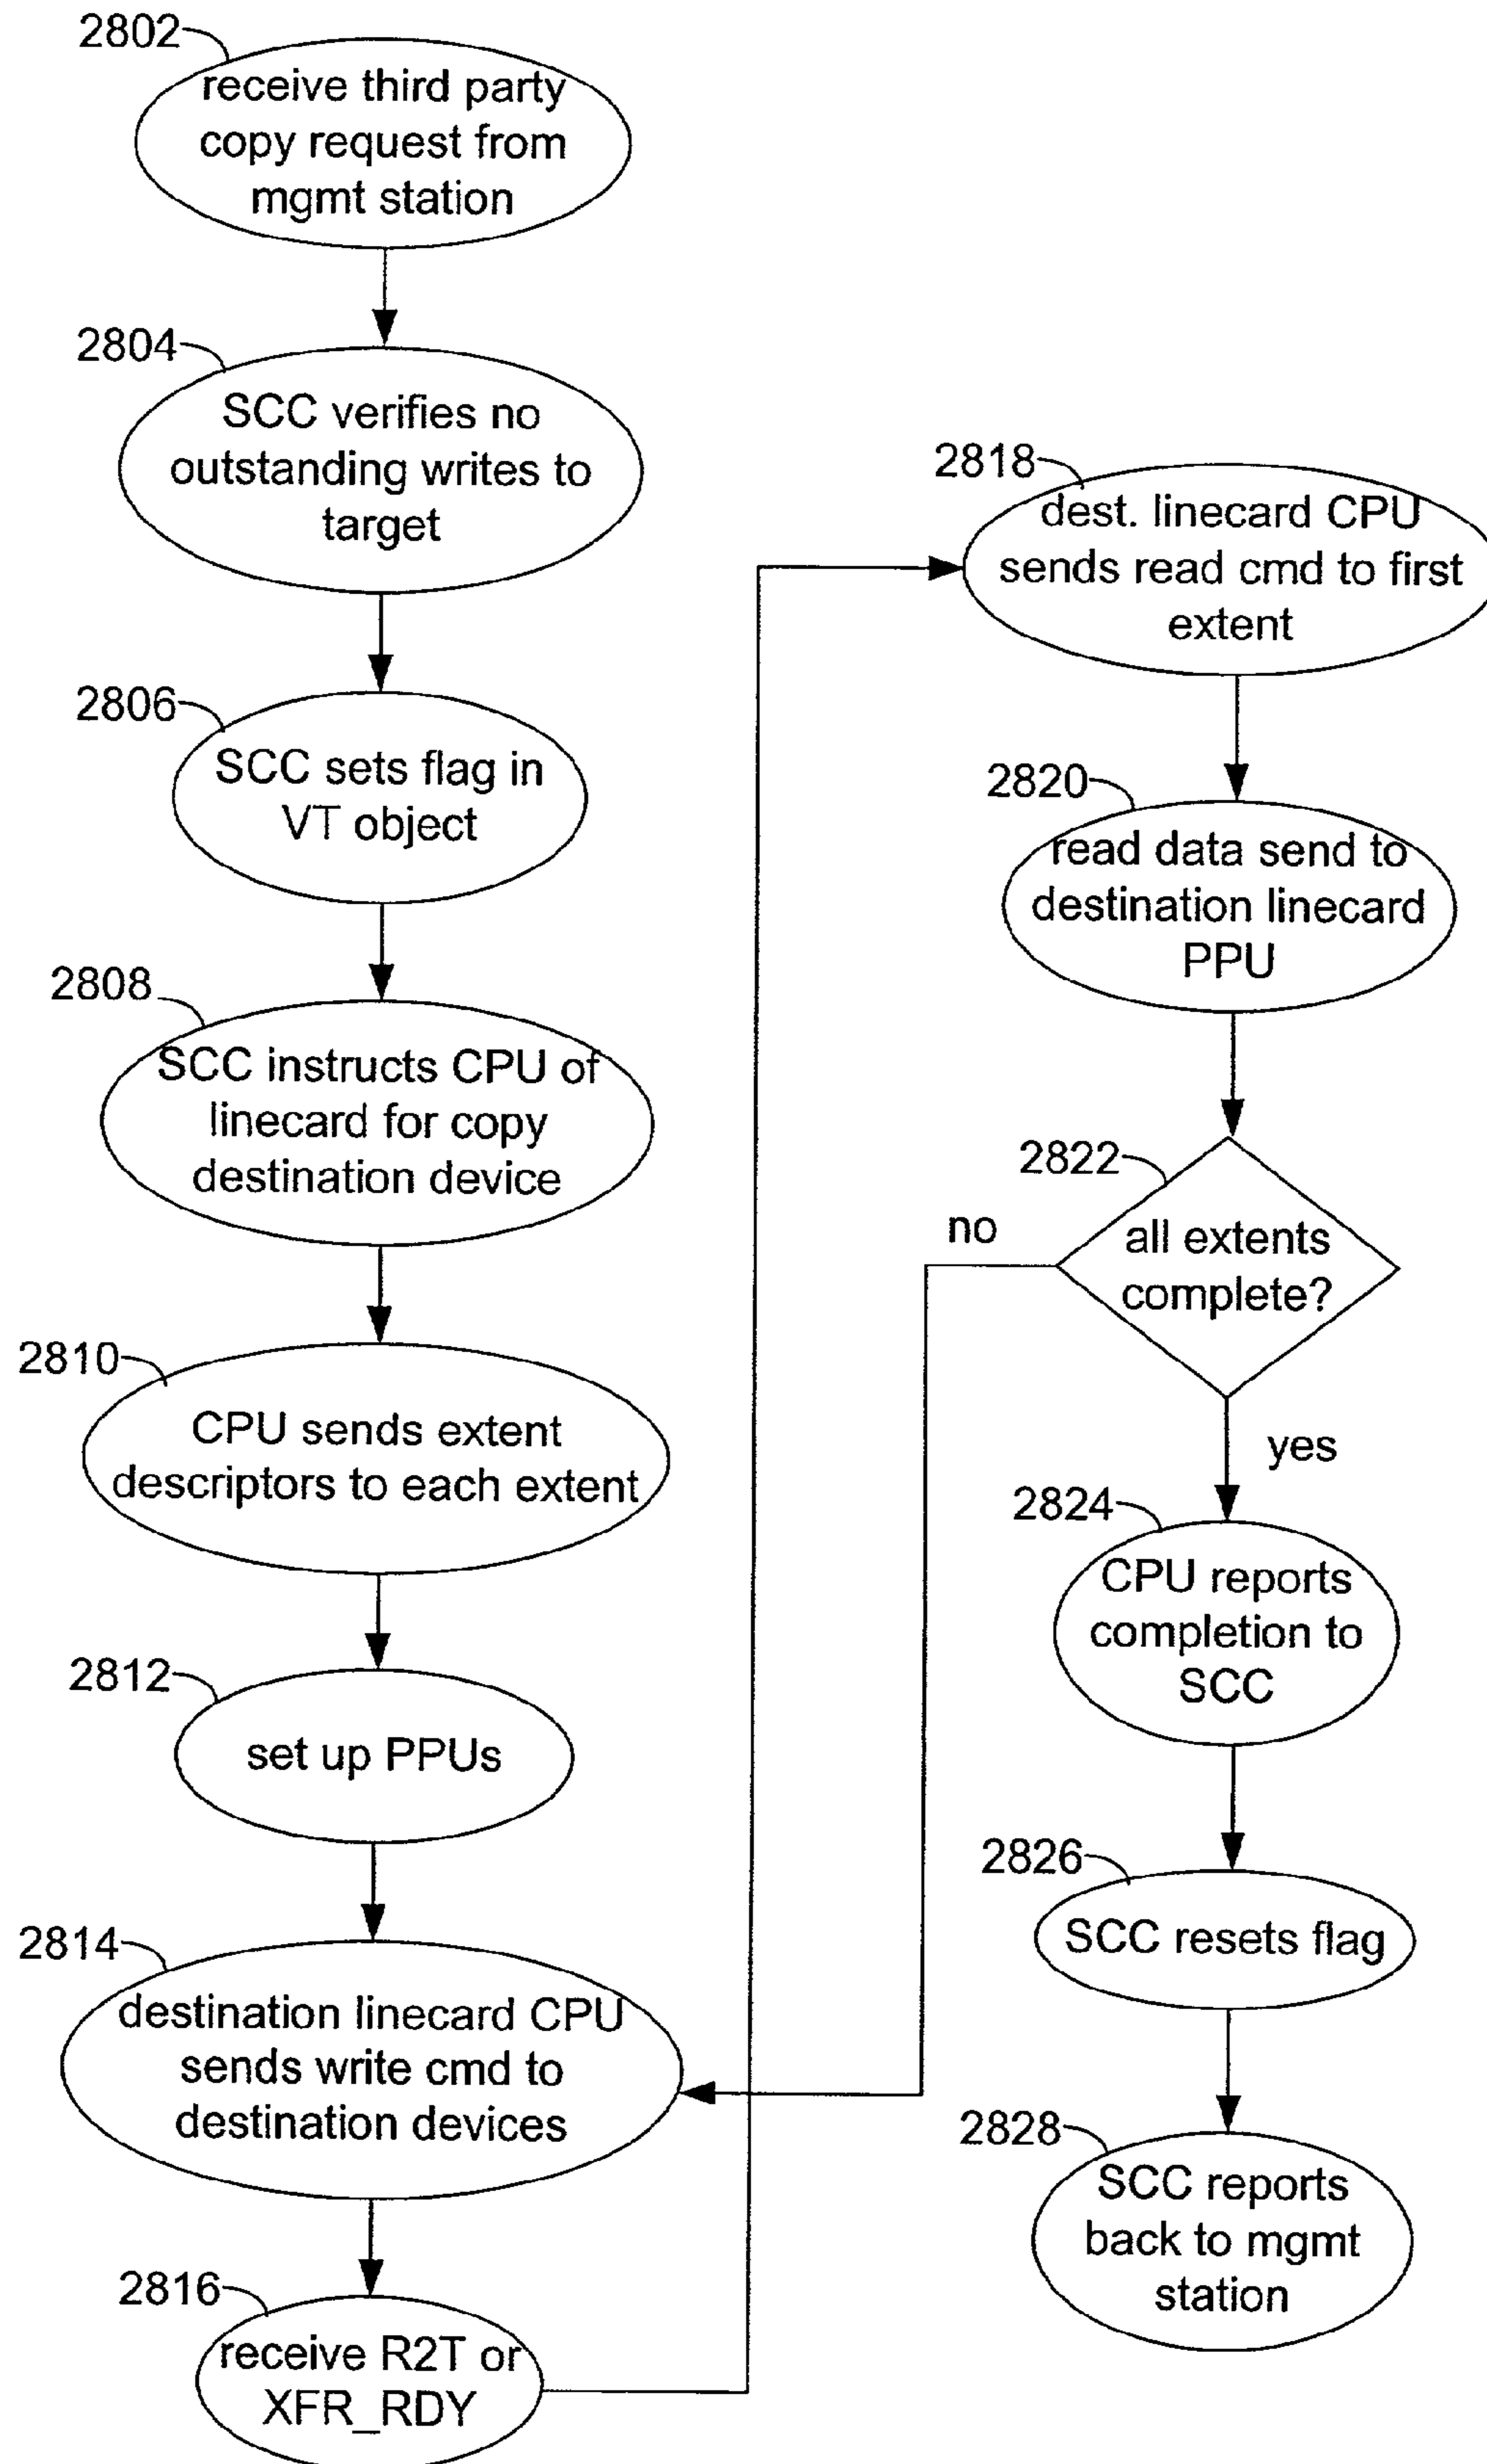 2802
receive third party
copy request from
mgmt station
2804
SCC verifies no
outstanding writes to
target
2806
SCC sets flag in
VT object
2808
SCC instructs CPU of
linecard for copy
destination device
2810
CPU sends extent
descriptors to each extent
2812
set up PPUs
2814
destination linecard CPU
sends write cmd to
destination devices
2816
receive R2T or
XFR_RDY
2818
dest. linecard CPU
sends read cmd to first
extent
2820
read data send to
destination linecard
PPU
2822
all extents
complete?
no
yes
2824
CPU reports
completion to
SCC
2826
SCC resets flag
2828
SCC reports
back to mgmt
station